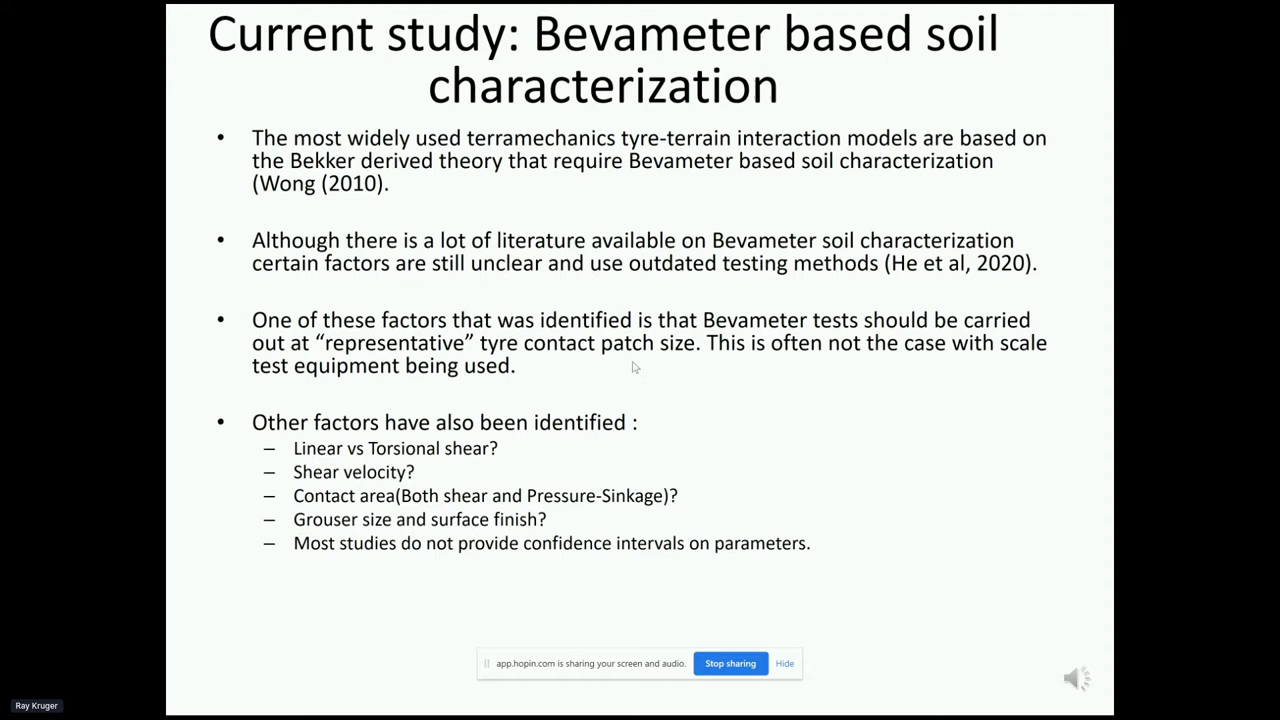 Current study: Bevameter based soil
characterization
• The most widely used terramechanics tyre-terrain interaction models are based on
the Bekker derived theory that require Bevameter based soil characterization
(Wong (2010).
• Although there is a lot of literature available on Bevameter soil characterization
certain factors are still unclear and use outdated testing methods (He et al, 2020).
• One of these factors that was identified is that Bevameter tests should be carried
out at “representative” tyre contact patch size. This is often not the case with scale
test equipment being used.
• Other factors have also been identified :
– Linear vs Torsional shear?
– Shear velocity?
– Contact area(Both shear and Pressure-Sinkage)?
– Grouser size and surface finish?
– Most studies do not provide confidence intervals on parameters.
app.hopin.com is sharing your screen and audio. Stop sharing Hide
Ray Kruger